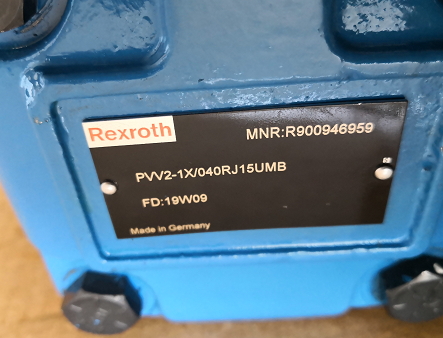 Rexroth MNR:R900946959
PVV2-1X/040RJ15UMB
FD:19W09
Made in Germany